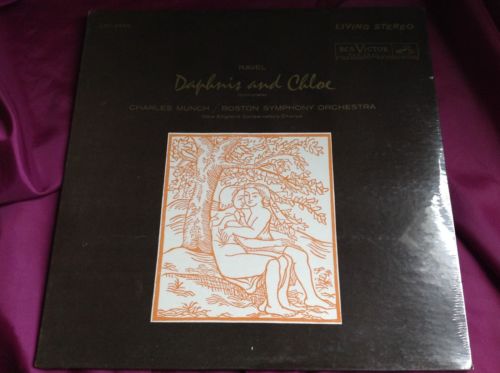 LIVING STEREO
RCA VICTOR
RAVEL
Daphnis and Chloe
CHARLES MUNCH / BOSTON SYMPHONY ORCHESTRA
New England Conservatory Chorus